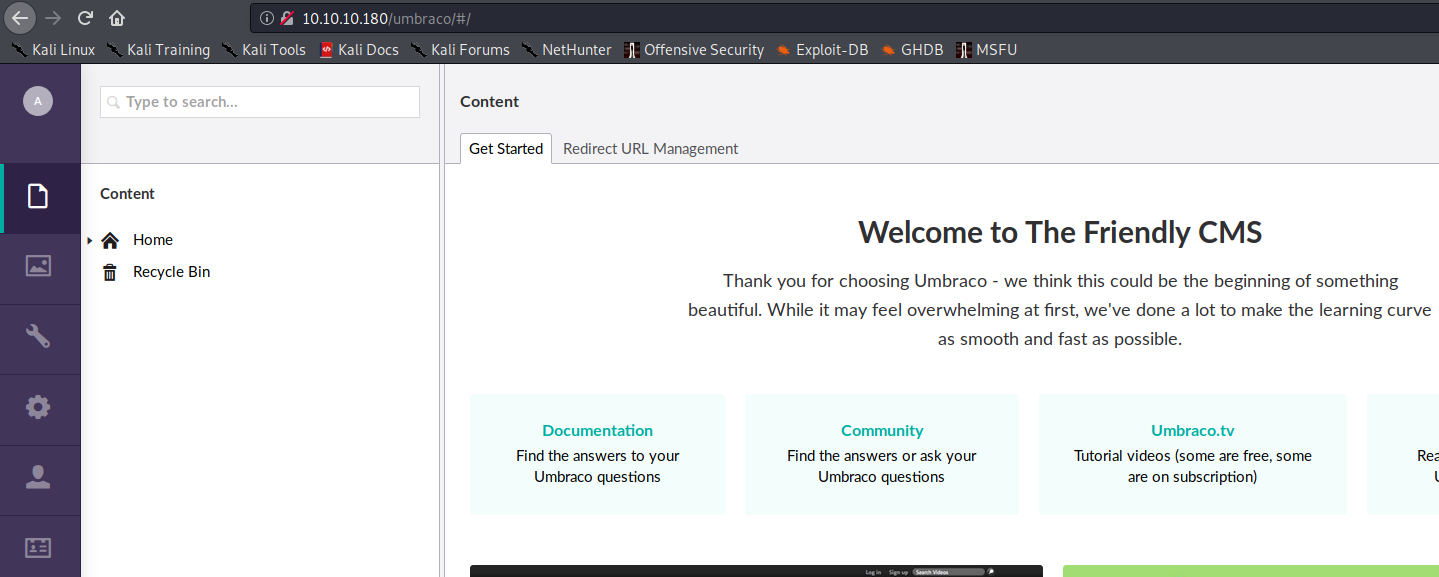 10.10.10.180/umbraco/#/
Kali Linux Kali Training Kali Tools Kali Docs Kali Forums NetHunter Offensive Security Exploit-DB GHDB MSFU
A
Type to search...
Content
Home
Recycle Bin
Content
Get Started Redirect URL Management
Welcome to The Friendly CMS
Thank you for choosing Umbraco - we think this could be the beginning of something
beautiful. While it may feel overwhelming at first, we've done a lot to make the learning curve
as smooth and fast as possible.
Documentation
Find the answers to your
Umbraco questions
Community
Find the answers or ask your
Umbraco questions
Umbraco.tv
Tutorial videos (some are free, some
are on subscription)
Log in Sign up Search Videos